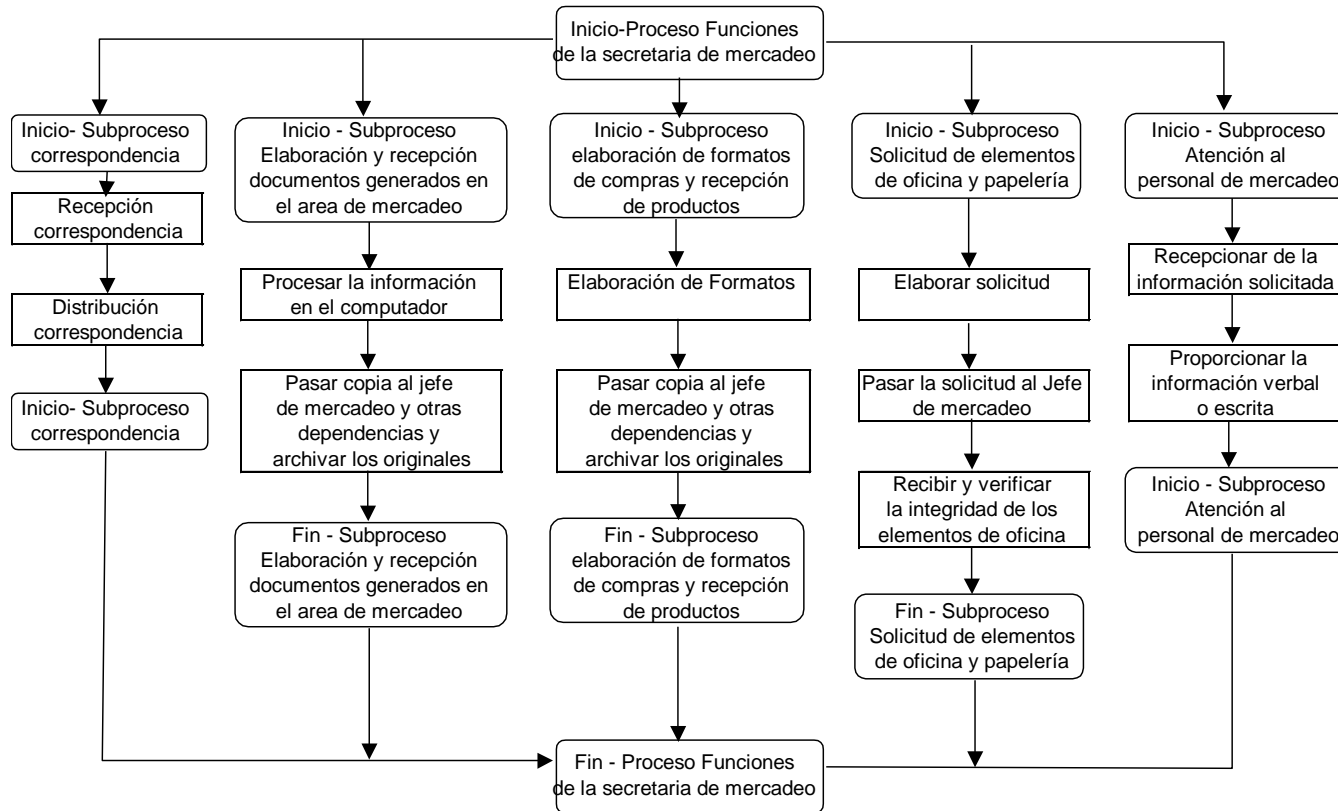 Inicio-Proceso Funciones
de la secretaria de mercadeo
Inicio- Subproceso
correspondencia
Recepción
correspondencia
Distribución
correspondencia
Inicio- Subproceso
correspondencia
Inicio - Subproceso
Elaboración y recepción
documentos generados en
el area de mercadeo
Procesar la información
en el computador
Pasar copia al jefe
de mercadeo y otras
dependencias y
archivar los originales
Fin - Subproceso
Elaboración y recepción
documentos generados en
el area de mercadeo
Inicio - Subproceso
elaboración de formatos
de compras y recepción
de productos
Elaboración de Formatos
Pasar copia al jefe
de mercadeo y otras
dependencias y
archivar los originales
Fin - Subproceso
elaboración de formatos
de compras y recepción
de productos
Inicio - Subproceso
Solicitud de elementos
de oficina y papelería
Elaborar solicitud
Pasar la solicitud al Jefe
de mercadeo
Recibir y verificar
la integridad de los
elementos de oficina
Fin - Subproceso
Solicitud de elementos
de oficina y papelería
Inicio - Subproceso
Atención al
personal de mercadeo
Recepcionar de la
información solicitada
Proporcionar la
información verbal
o escrita
Inicio - Subproceso
Atención al
personal de mercadeo
Fin - Proceso Funciones
de la secretaria de mercadeo